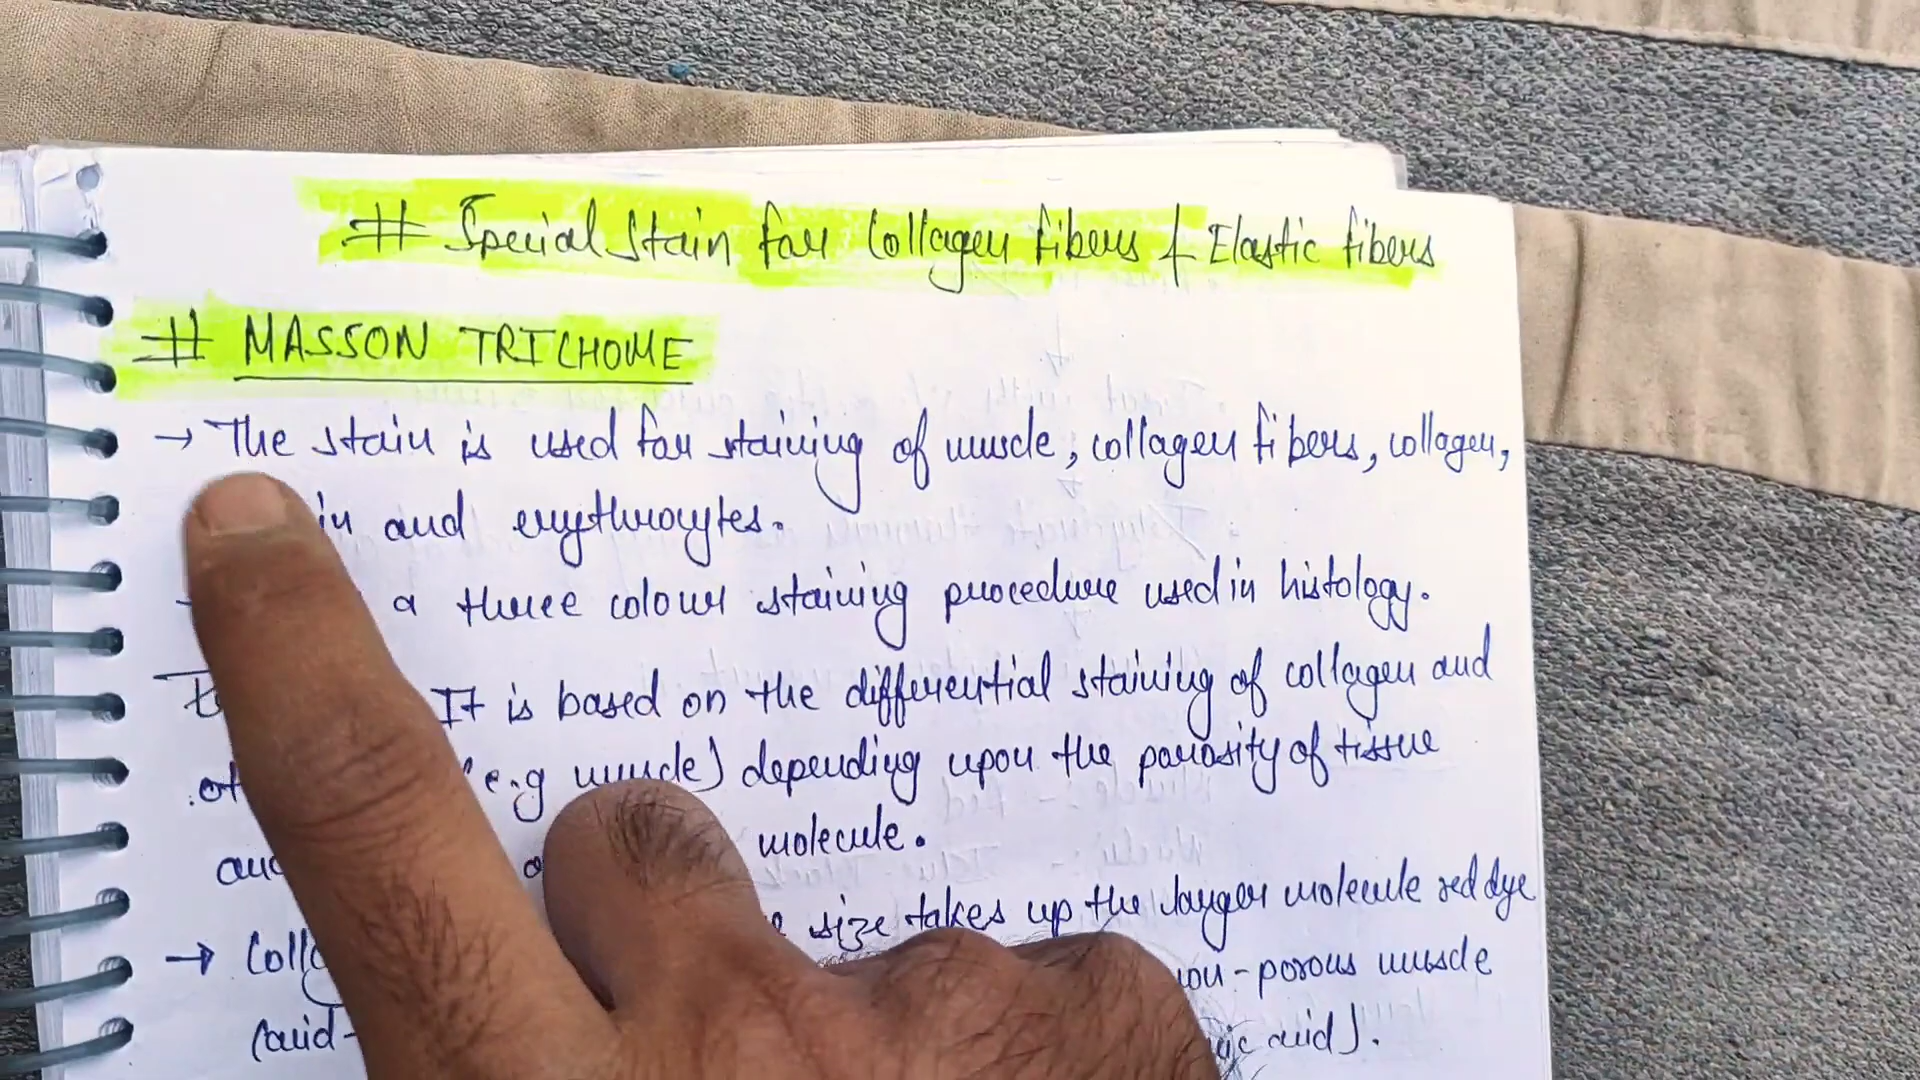 # Special Stain for Collagen fibers & Elastic fibers
# MASSON TRICHOME
→ The stain is used for staining of muscle, collagen fibers, collagen,
and erythrocytes.
a three colour staining procedure used in histology.
It is based on the differential staining of collagen and
(e.g muscle) depending upon the porosity of tissue
molecule.
size takes up the larger molecule red dye
→ non-porous muscle
acid).